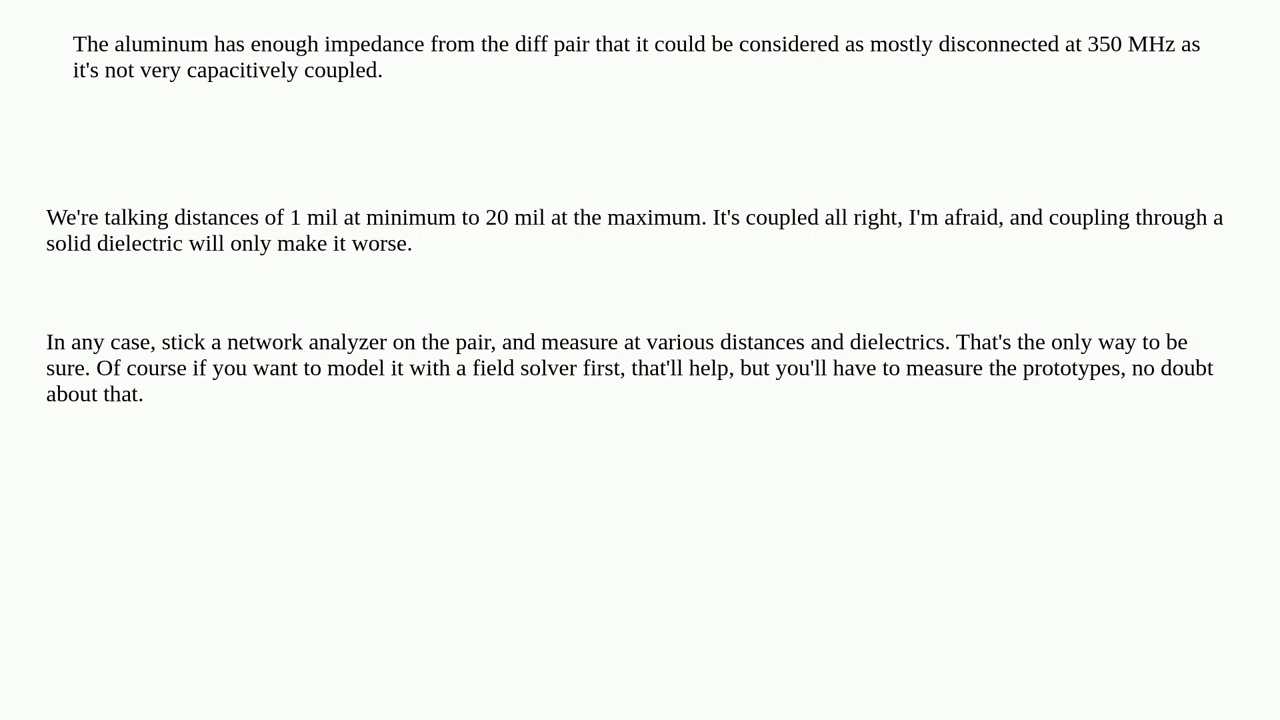 The aluminum has enough impedance from the diff pair that it could be considered as mostly disconnected at 350 MHz as
it's not very capacitively coupled.
We're talking distances of 1 mil at minimum to 20 mil at the maximum. It's coupled all right, I'm afraid, and coupling through a
solid dielectric will only make it worse.
In any case, stick a network analyzer on the pair, and measure at various distances and dielectrics. That's the only way to be
sure. Of course if you want to model it with a field solver first, that'll help, but you'll have to measure the prototypes, no doubt
about that.